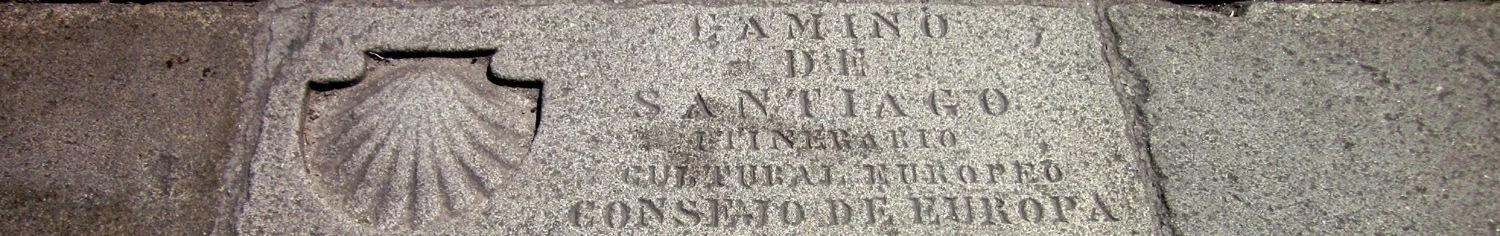 CAMINO
DE
SANTIAGO
ITINERARIO
CULTURAL EUROPEO
CONSEJO DE EUROPA